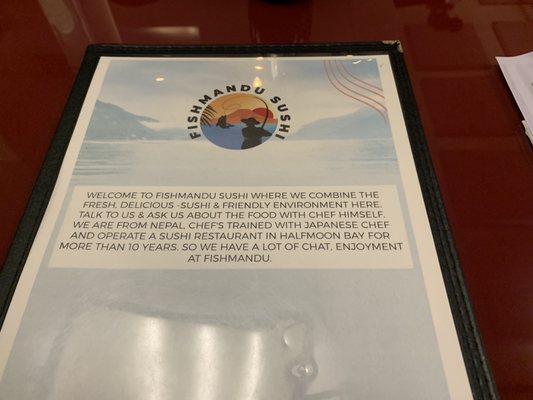 FISHMANDU SUSHI
WELCOME TO FISHMANDU SUSHI WHERE WE COMBINE THE
FRESH, DELICIOUS -SUSHI & FRIENDLY ENVIRONMENT HERE.
TALK TO US & ASK US ABOUT THE FOOD WITH CHEF HIMSELF.
WE ARE FROM NEPAL, CHEF'S TRAINED WITH JAPANESE CHEF
AND OPERATE A SUSHI RESTAURANT IN HALFMOON BAY FOR
MORE THAN 10 YEARS. SO WE HAVE A LOT OF CHAT, ENJOYMENT
AT FISHMANDU.